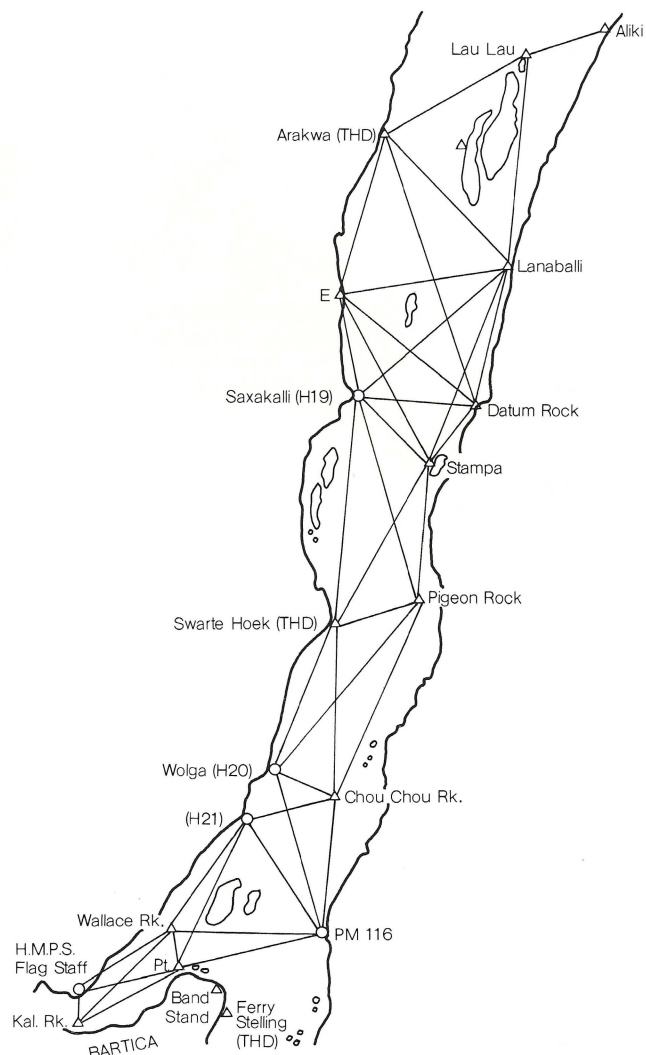 Aliki
Lau Lau
Arakwa (THD)
Lanaballi
E
Saxakalli (H19)
Datum Rock
Stampa
Pigeon Rock
Swarte Hoek (THD)
Wolga (H20)
Chou Chou Rk.
(H21)
Wallace Rk.
PM 116
H.M.P.S.
Flag Staff
Pt.
Band
Stand
Ferry
Stelling
(THD)
Kal. Rk.
BARTICA